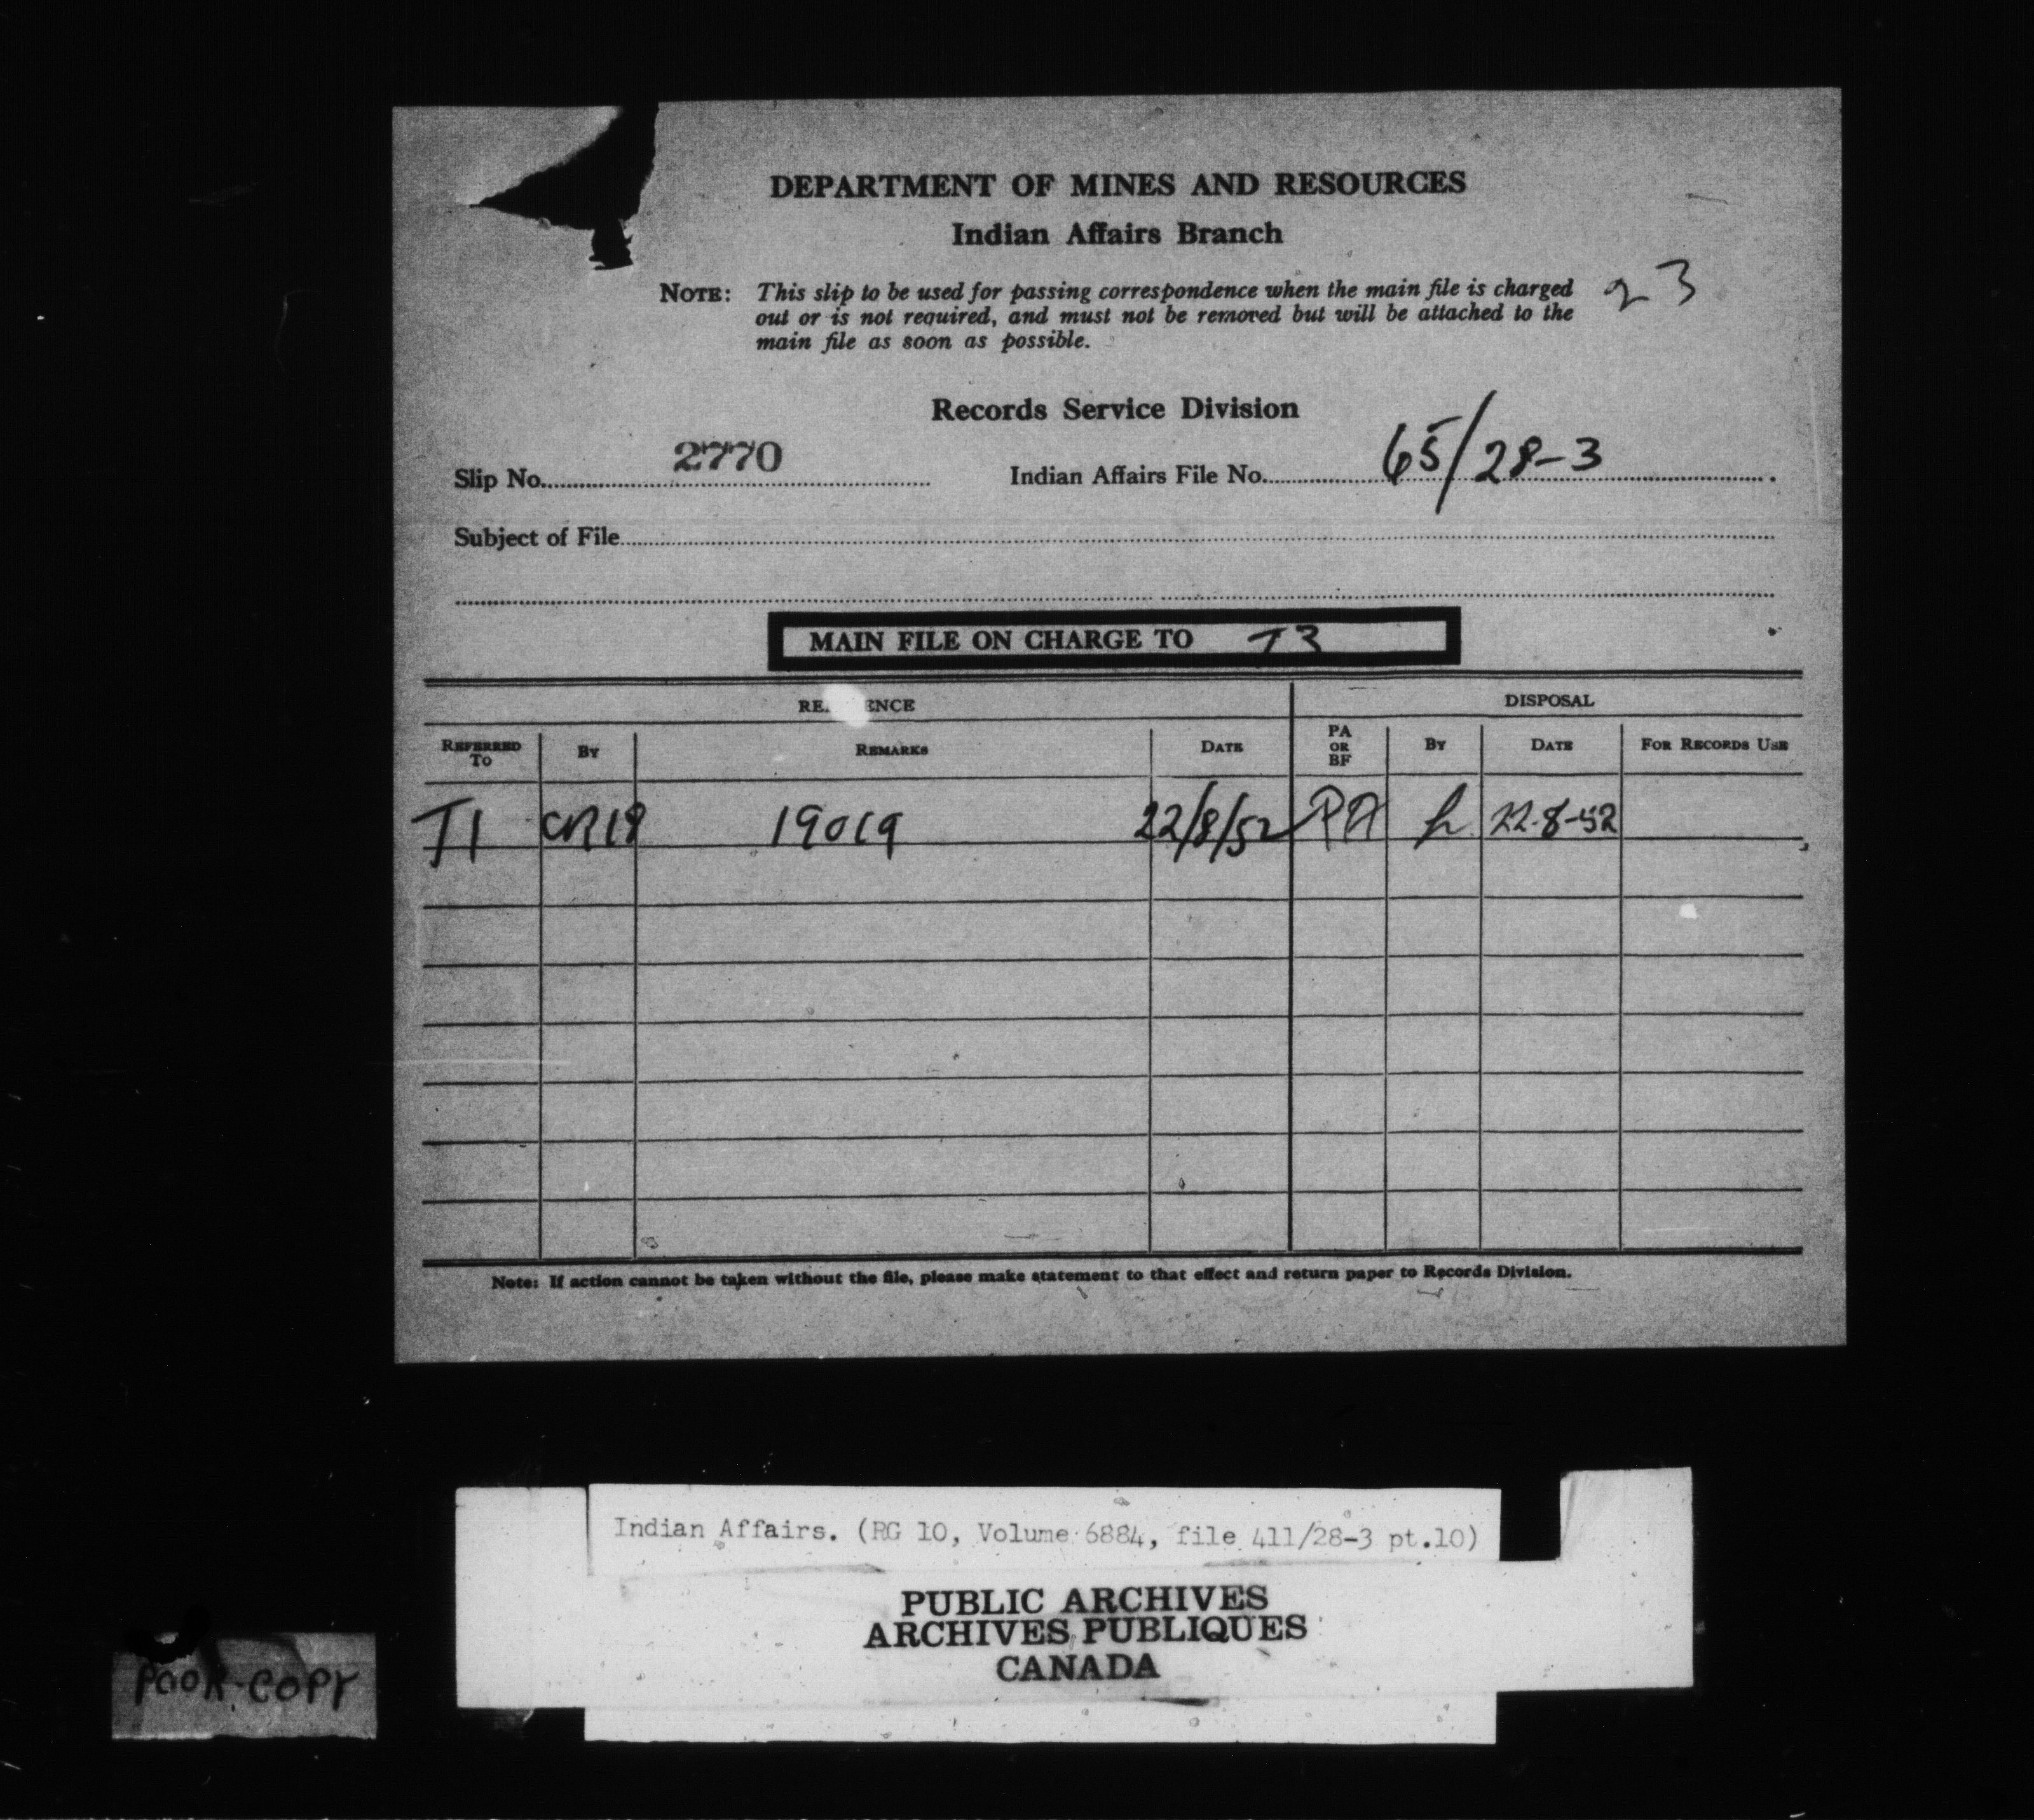 DEPARTMENT OF MINES AND RESOURCES
Indian Affairs Branch
NOTE: This slip to be used for passing correspondence when the main file is charged
out or is not required, and must not be removed but will be attached to the
main file as soon as possible.
Records Service Division
Slip No. 2770 Indian Affairs File No. 65/28-3
Subject of File
MAIN FILE ON CHARGE TO T3
DISPOSAL
REFERRED TO BY REMARKS DATE PA OR BF BY DATE FOR RECORDS USE
T1 CR18 19019 22/8/52 PA 22-8-52
Note: If action cannot be taken without the file, please make statement to that effect and return paper to Records Division.
Indian Affairs. (RG 10, Volume 6884, file 411/28-3 pt.10)
PUBLIC ARCHIVES
ARCHIVES PUBLIQUES
CANADA
POOR COPY